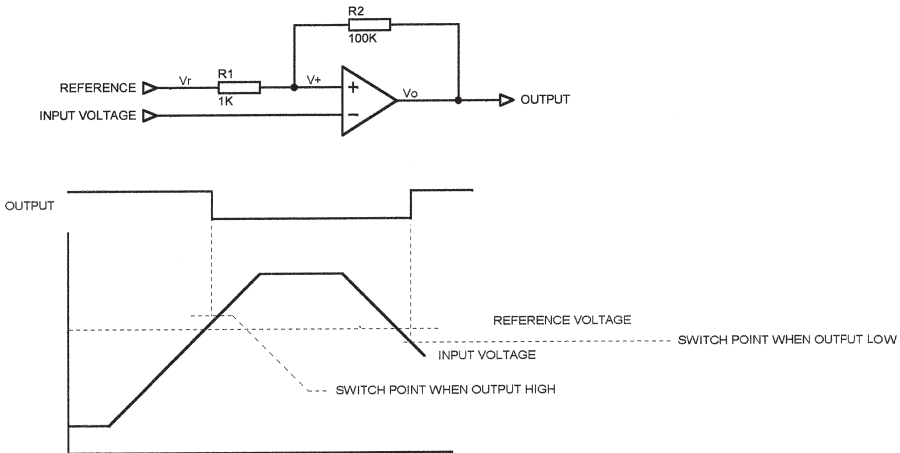 R2
100K
REFERENCE
Vr
R1
1K
V+
+
−
Vo
OUTPUT
INPUT VOLTAGE
OUTPUT
REFERENCE VOLTAGE
SWITCH POINT WHEN OUTPUT LOW
INPUT VOLTAGE
SWITCH POINT WHEN OUTPUT HIGH